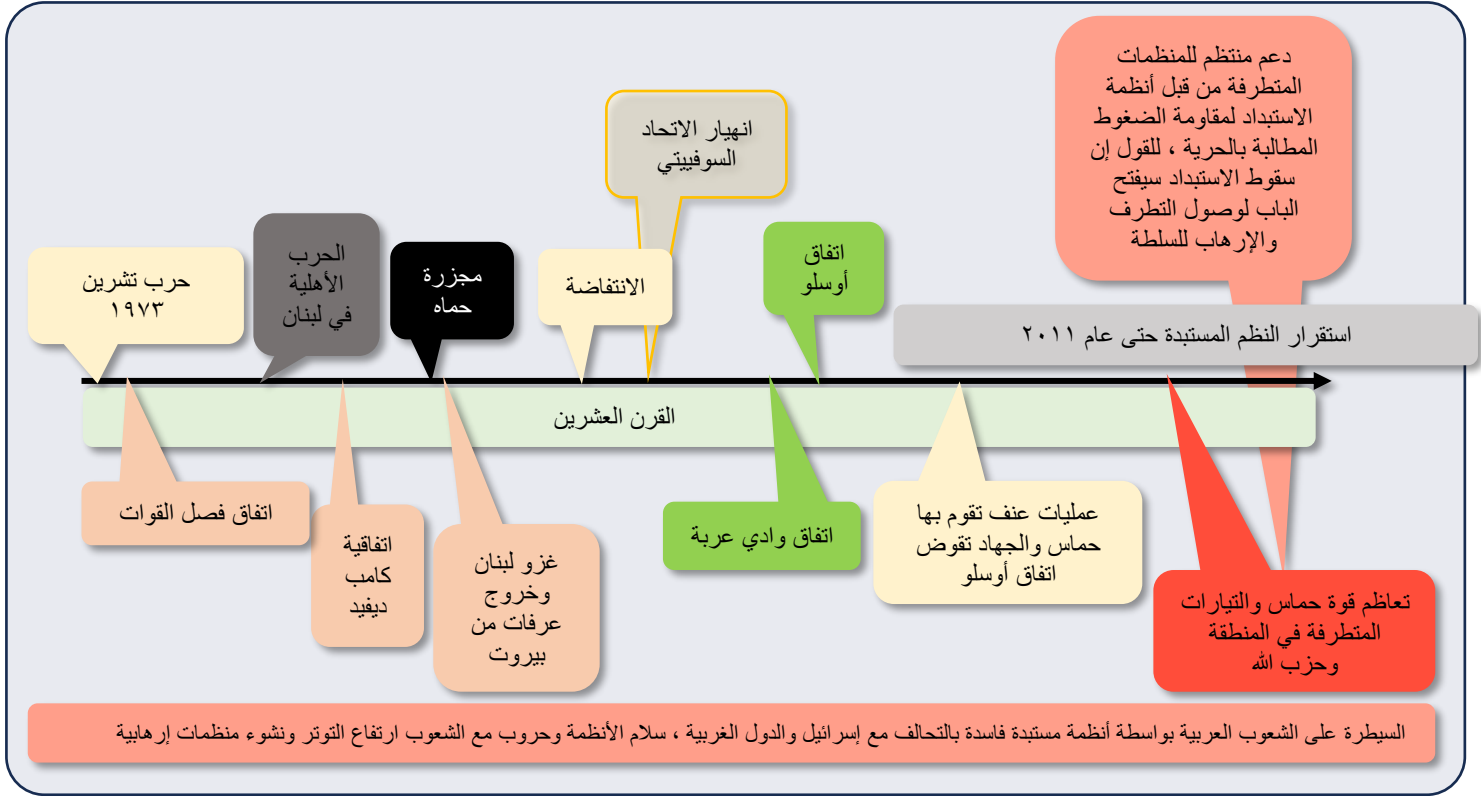 دعم منتظم للمنظمات
المتطرفة من قبل أنظمة
الاستبداد لمقاومة الضغوط
المطالبة بالحرية ، للقول إن
سقوط الاستبداد سيفتح
الباب لوصول التطرف
والإرهاب للسلطة
انهيار الاتحاد
السوفييتي
حرب تشرين
١٩٧٣
الحرب
الأهلية
في لبنان
مجزرة
حماه
الانتفاضة
اتفاق
أوسلو
استقرار النظم المستبدة حتى عام ٢٠١١
القرن العشرين
اتفاق فصل القوات
اتفاقية
كامب
ديفيد
غزو لبنان
وخروج
عرفات من
بيروت
اتفاق وادي عربة
عمليات عنف تقوم بها
حماس والجهاد تقوض
اتفاق أوسلو
تعاظم قوة حماس والتيارات
المتطرفة في المنطقة
وحزب الله
السيطرة على الشعوب العربية بواسطة أنظمة مستبدة فاسدة بالتحالف مع إسرائيل والدول الغربية ، سلام الأنظمة وحروب مع الشعوب ارتفاع التوتر ونشوء منظمات إرهابية